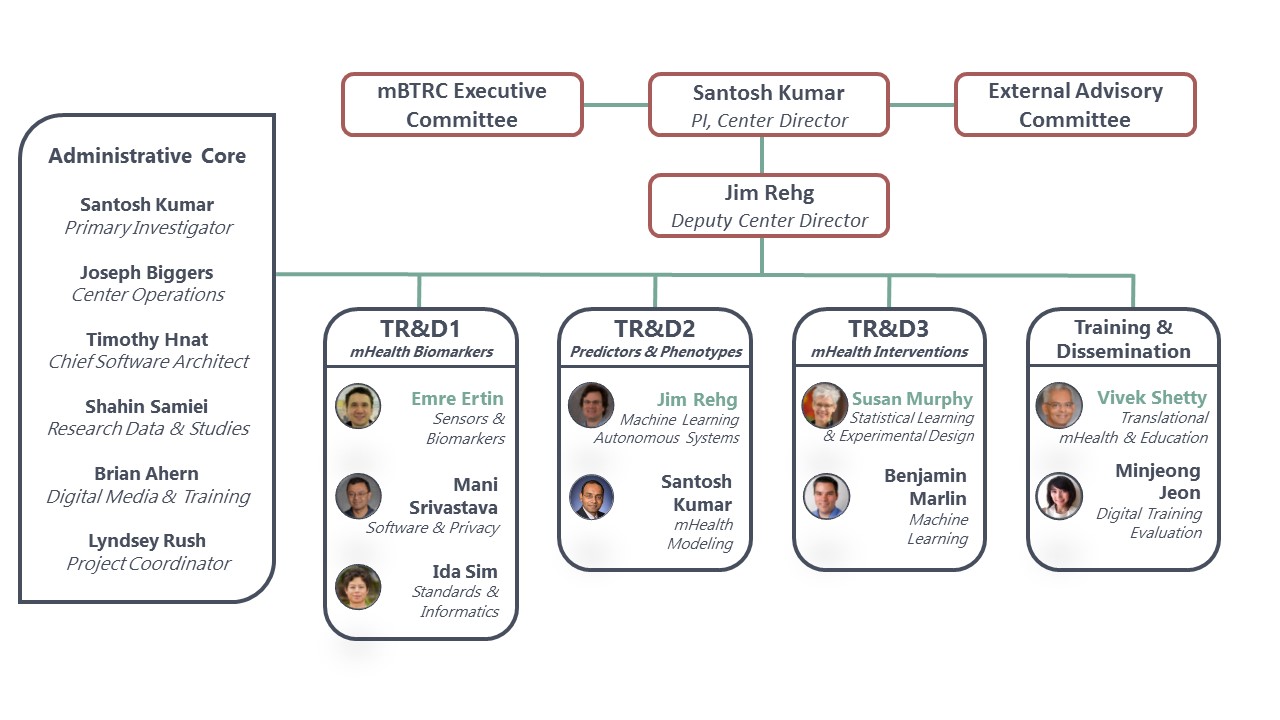 mBTRC Executive
Committee
Santosh Kumar
PI, Center Director
External Advisory
Committee
Jim Rehg
Deputy Center Director
Administrative Core
Santosh Kumar
Primary Investigator
Joseph Biggers
Center Operations
Timothy Hnat
Chief Software Architect
Shahin Samiei
Research Data & Studies
Brian Ahern
Digital Media & Training
Lyndsey Rush
Project Coordinator
TR&D1
mHealth Biomarkers
Emre Ertin
Sensors &
Biomarkers
Mani
Srivastava
Software & Privacy
Ida Sim
Standards &
Informatics
TR&D2
Predictors & Phenotypes
Jim Rehg
Machine Learning
Autonomous Systems
Santosh
Kumar
mHealth
Modeling
TR&D3
mHealth Interventions
Susan Murphy
Statistical Learning
& Experimental Design
Benjamin
Marlin
Machine
Learning
Training &
Dissemination
Vivek Shetty
Translational
mHealth & Education
Minjeong
Jeon
Digital Training
Evaluation